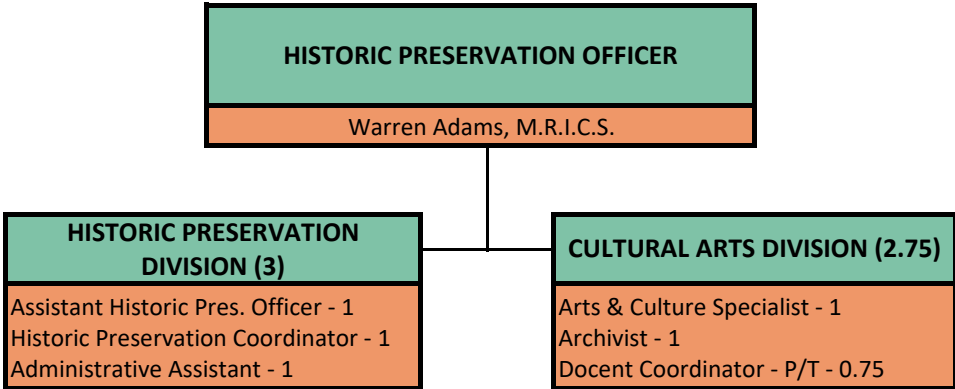 HISTORIC PRESERVATION OFFICER
Warren Adams, M.R.I.C.S.
HISTORIC PRESERVATION
DIVISION (3)
Assistant Historic Pres. Officer - 1
Historic Preservation Coordinator - 1
Administrative Assistant - 1
CULTURAL ARTS DIVISION (2.75)
Arts & Culture Specialist - 1
Archivist - 1
Docent Coordinator - P/T - 0.75